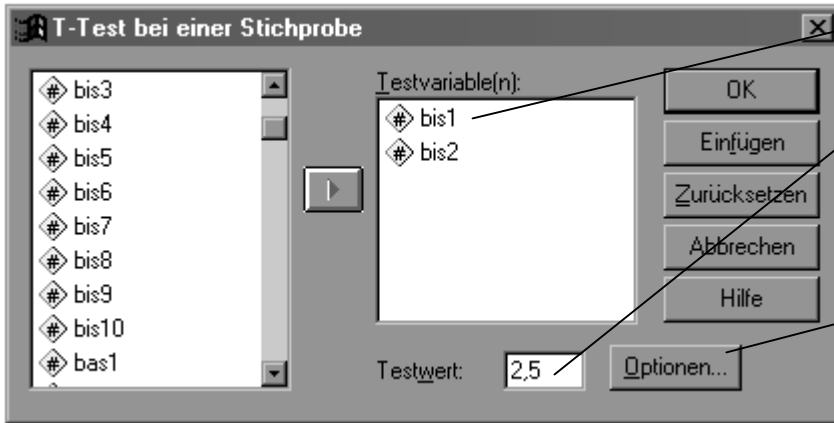 T-Test bei einer Stichprobe
bis3
bis4
bis5
bis6
bis7
bis8
bis9
bis10
bas1
Testvariable(n):
bis1
bis2
Testwert: 2,5
Optionen...
OK
Einfügen
Zurücksetzen
Abbrechen
Hilfe